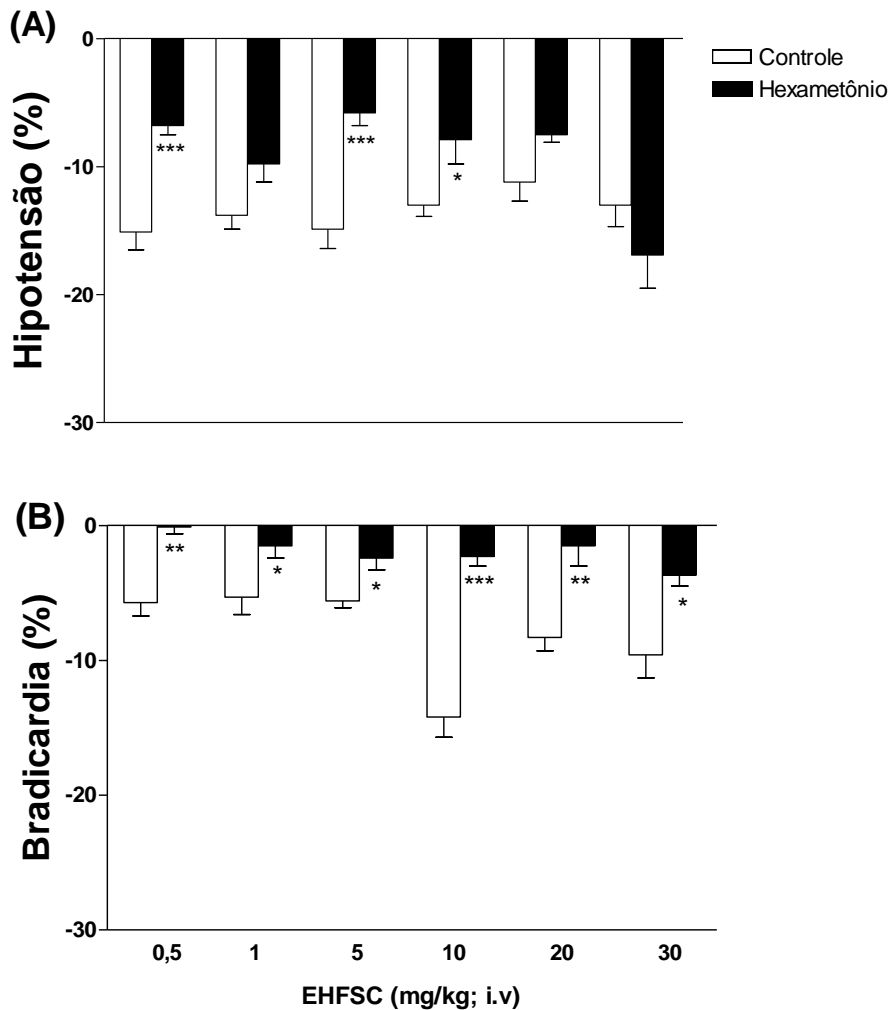 (A)
Controle
Hexametônio
Hipotensão (%)
0
-10
-20
-30
***
***
*
(B)
Bradicardia (%)
0
-10
-20
-30
**
*
*
***
**
*
0,5 1 5 10 20 30
EHFSC (mg/kg; i.v)